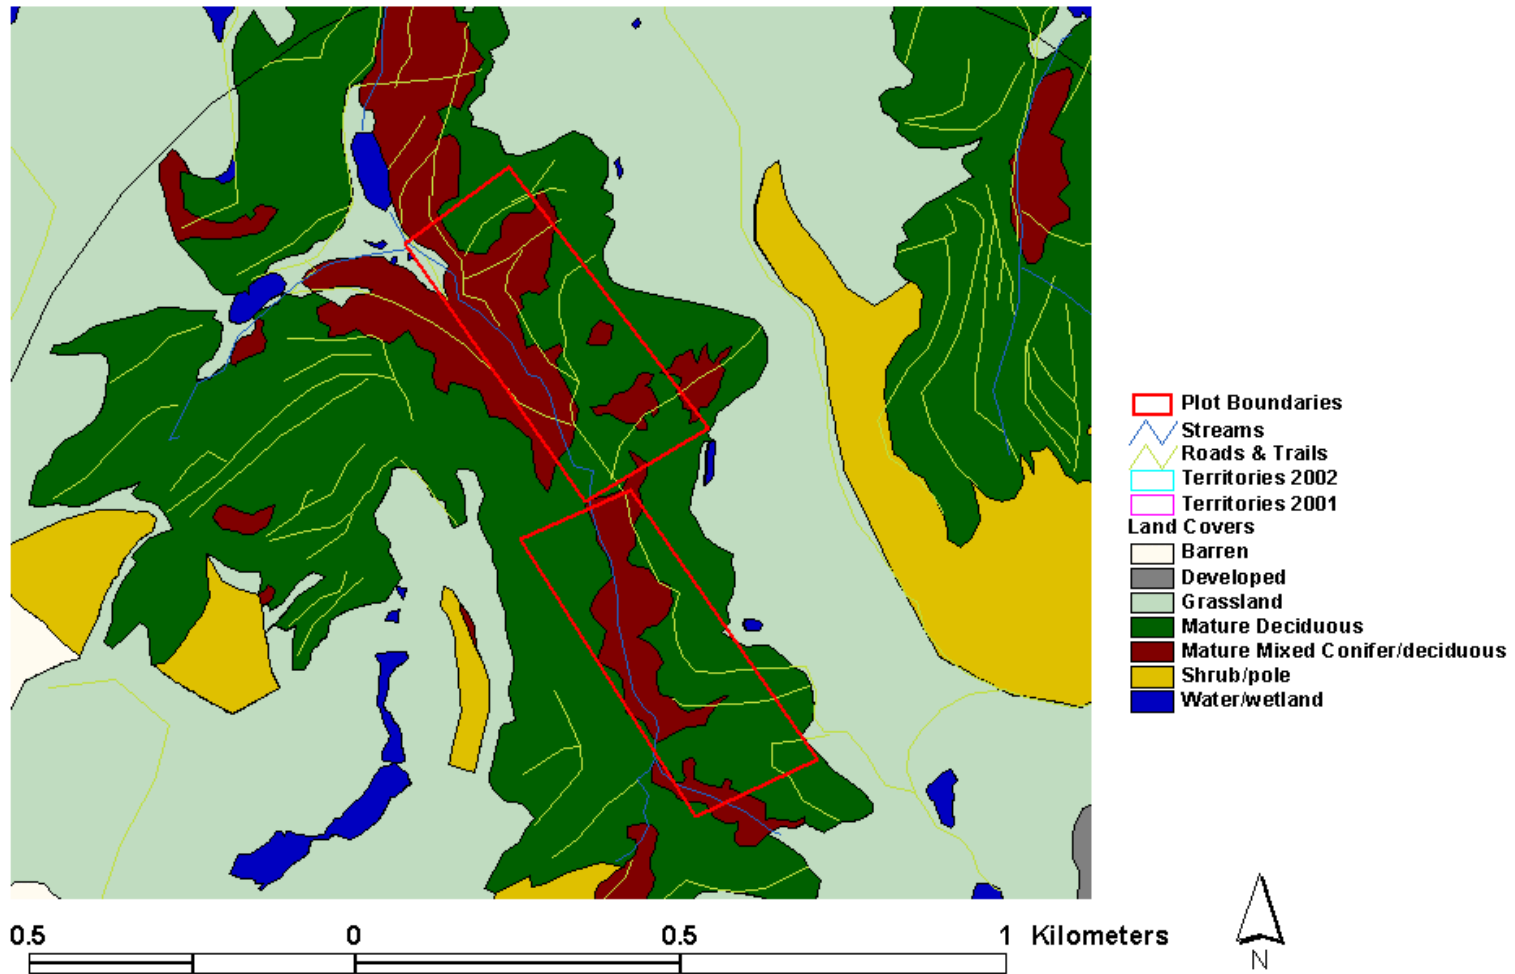 Plot Boundaries
Streams
Roads & Trails
Territories 2002
Territories 2001
Land Covers
Barren
Developed
Grassland
Mature Deciduous
Mature Mixed Conifer/deciduous
Shrub/pole
Water/wetland
0.5 0 0.5 1 Kilometers
N